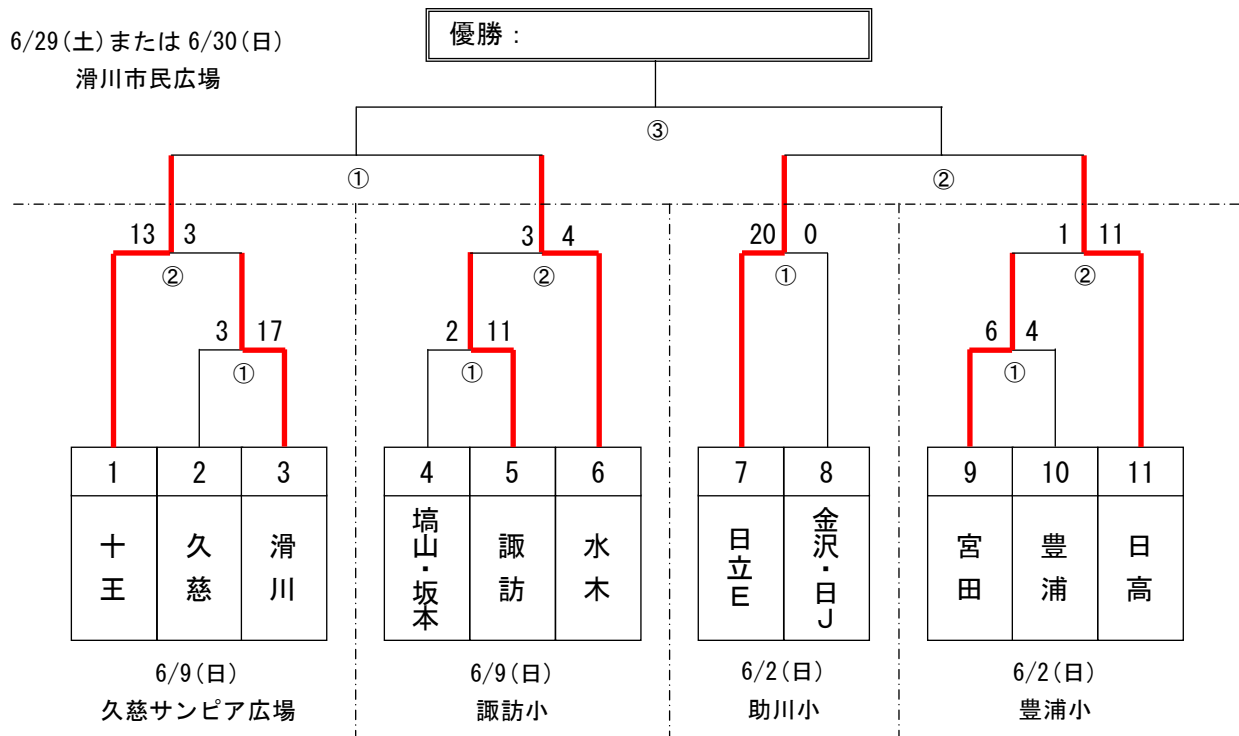 優勝：
6/29(土)または 6/30(日)
滑川市民広場
③
① ②
13 3 3 4 20 0 1 11
② ② ① ②
3 17 2 11 6 4
① ① ①
1 2 3 4 5 6 7 8 9 10 11
十王
久慈
滑川
塙山・坂本
諏訪
水木
日立E
金沢・日J
宮田
豊浦
日高
6/9(日) 6/9(日) 6/2(日) 6/2(日)
久慈サンピア広場 諏訪小 助川小 豊浦小